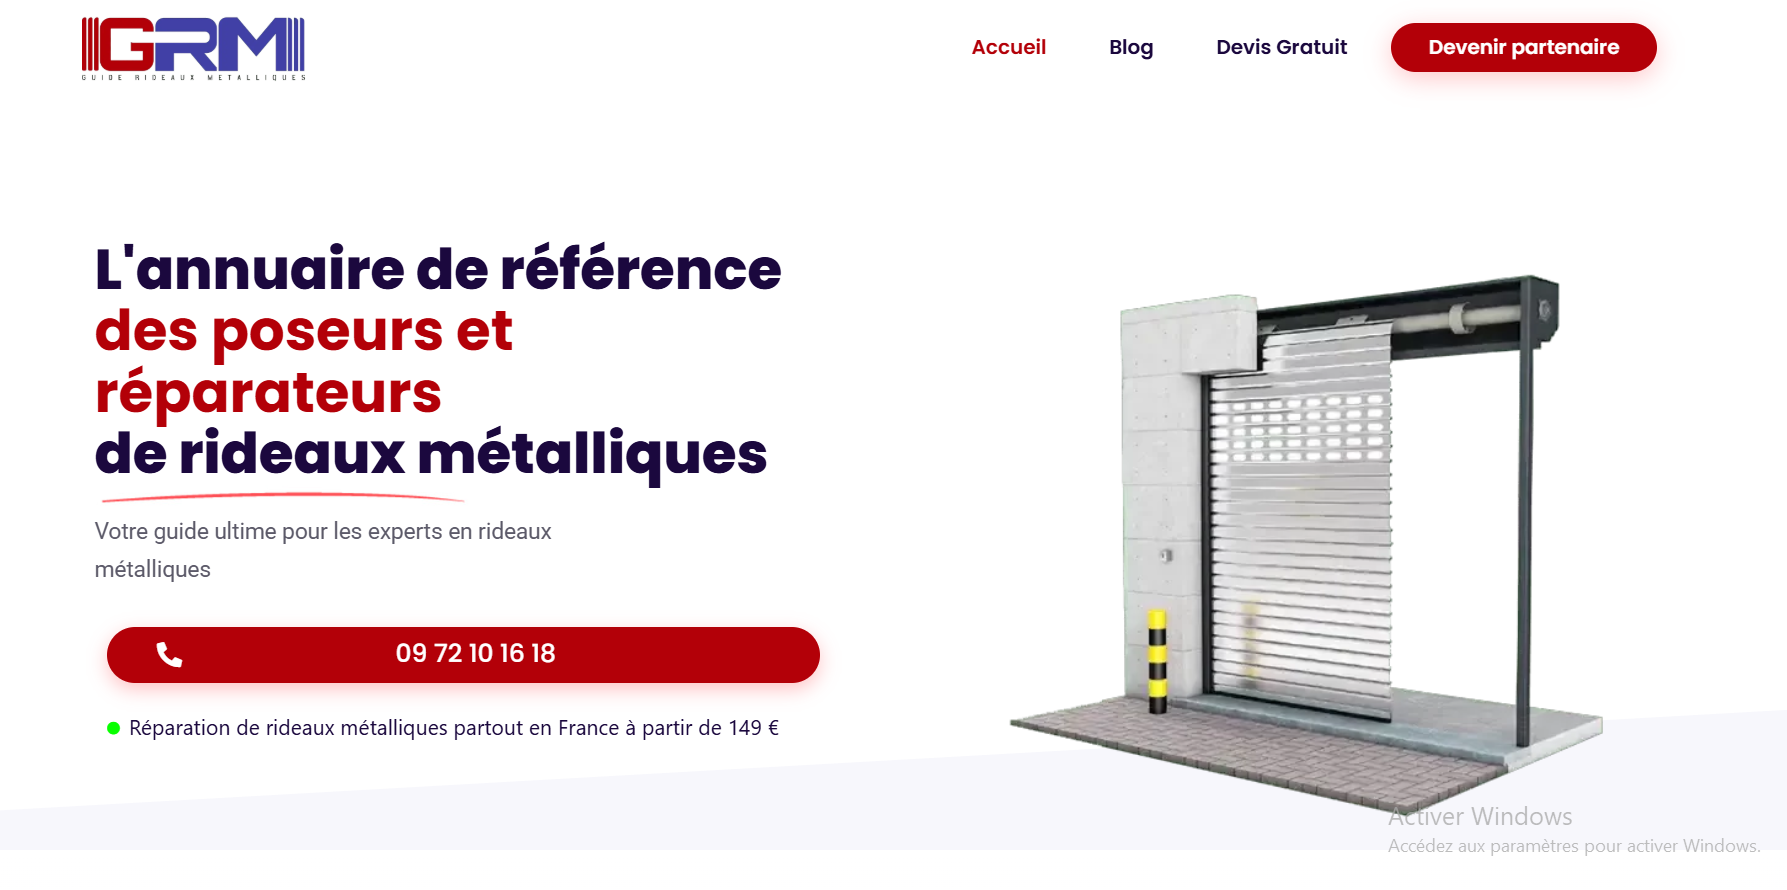 GRM
GUIDE RIDEAUX METALLIQUES
Accueil
Blog
Devis Gratuit
Devenir partenaire
L'annuaire de référence
des poseurs et
réparateurs
de rideaux métalliques
Votre guide ultime pour les experts en rideaux
métalliques
09 72 10 16 18
Réparation de rideaux métalliques partout en France à partir de 149 €
Activer Windows
Accédez aux paramètres pour activer Windows.